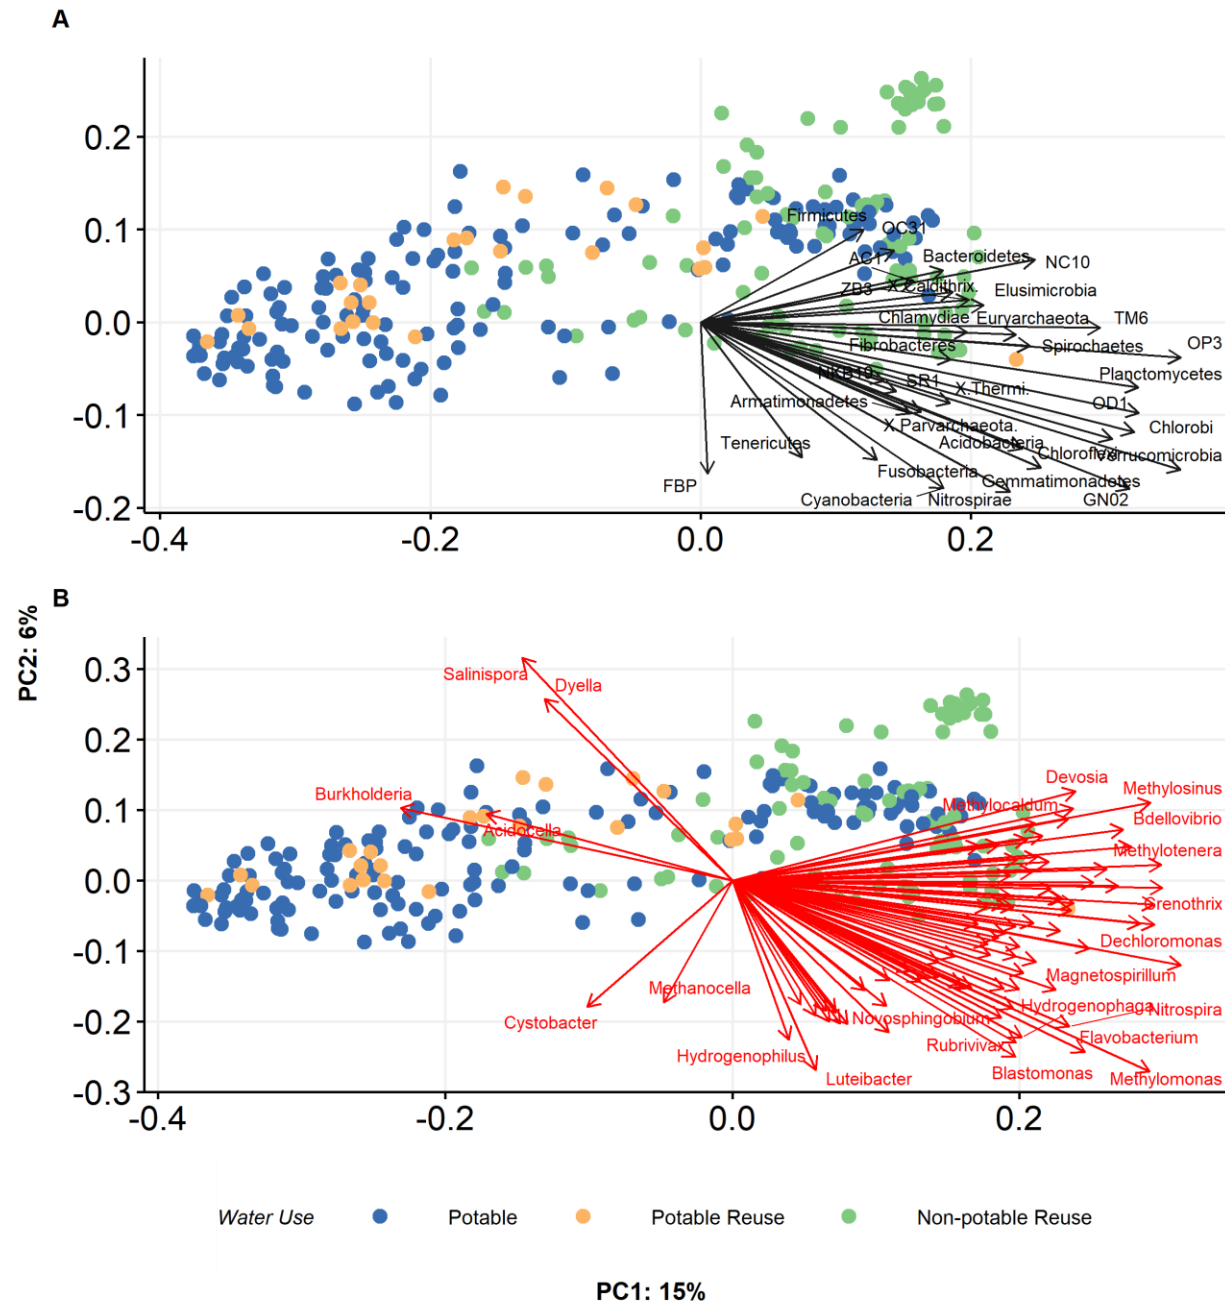 A
0.2
0.1
0.0
-0.1
-0.2
Firmicutes
OC31
AC1
Bacteroidetes
NC10
ZB3
X.Caldithrix.
Elusimicrobia
Chlamydiae
Euryarchaeota
TM6
Fibrobacteres
Spirochaetes
OP3
NKB19
SR1
X.Thermi.
Planctomycetes
Armatimonadetes
OD1
X.Parvarchaeota.
Chlorobi
Tenericutes
Acidobacteria
Chloroflexi
Verrucomicrobia
FBP
Fusobacteria
Gemmatimonadetes
Cyanobacteria
Nitrospirae
GN02
-0.4
-0.2
0.0
0.2
B
PC2: 6%
0.3
0.2
0.1
0.0
-0.1
-0.2
-0.3
Salinispora
Dyella
Burkholderia
Acidocella
Devosia
Methylosinus
Methylocaldum
Bdellovibrio
Methylotenera
Crenothrix
Dechloromonas
Magnetospirillum
Methanocella
Cystobacter
Novosphingobium
Hydrogenophaga
Nitrospira
Hydrogenophilus
Rubrivivax
Flavobacterium
Luteibacter
Blastomonas
Methylomonas
-0.4
-0.2
0.0
0.2
Water Use
Potable
Potable Reuse
Non-potable Reuse
PC1: 15%